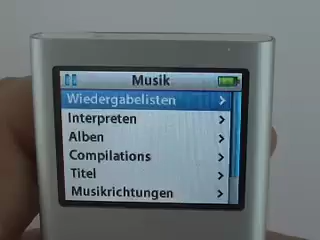 Musik
Wiedergabelisten
Interpreten
Alben
Compilations
Titel
Musikrichtungen